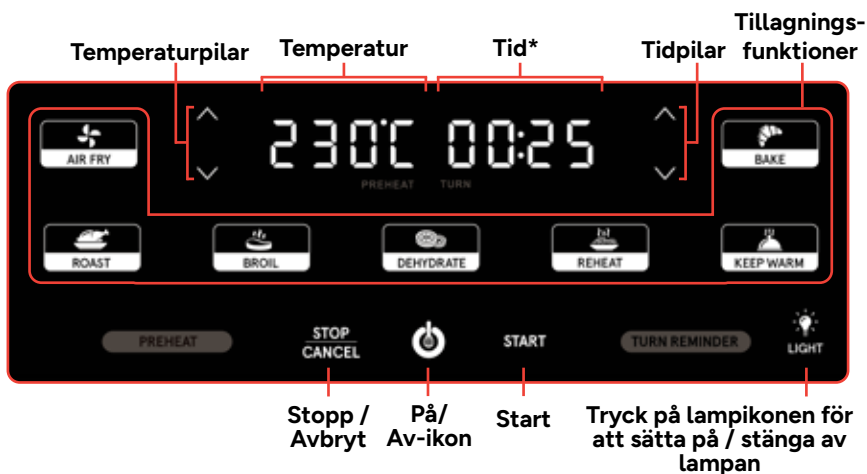 Tillagnings-
funktioner
Temperaturpilar
Temperatur
Tid*
Tidpilar
AIR FRY
230°C 00:25
PREHEAT
TURN
BAKE
ROAST
BROIL
DEHYDRATE
REHEAT
KEEP WARM
PREHEAT
STOP
CANCEL
START
TURN REMINDER
LIGHT
Stopp /
Avbryt
På/
Av-ikon
Start
Tryck på lampikonen för
att sätta på / stänga av
lampan